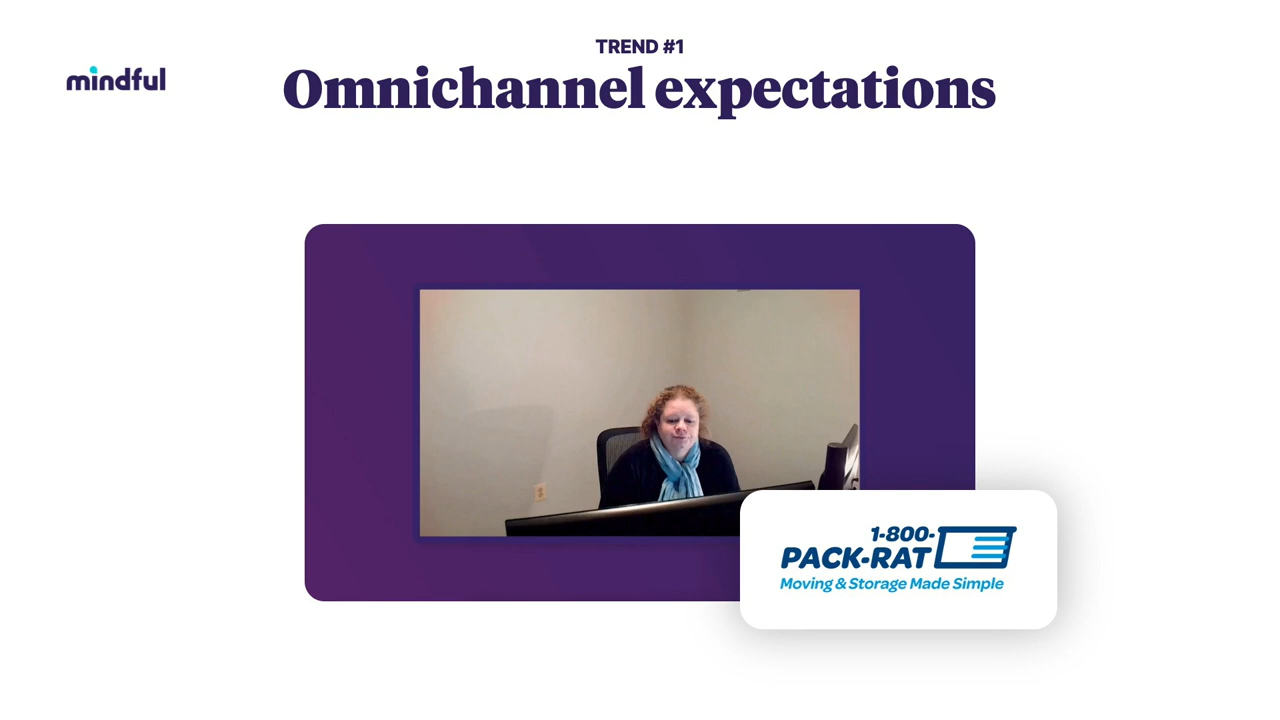 TREND #1
mindful
Omnichannel expectations
1-800-
PACK-RAT
Moving & Storage Made Simple